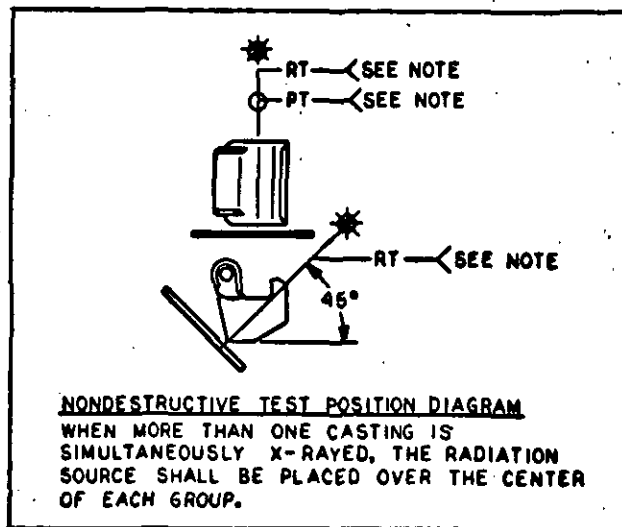 RT SEE NOTE
PT SEE NOTE
RT SEE NOTE
45°
NONDESTRUCTIVE TEST POSITION DIAGRAM
WHEN MORE THAN ONE CASTING IS
SIMULTANEOUSLY X-RAYED, THE RADIATION
SOURCE SHALL BE PLACED OVER THE CENTER
OF EACH GROUP.